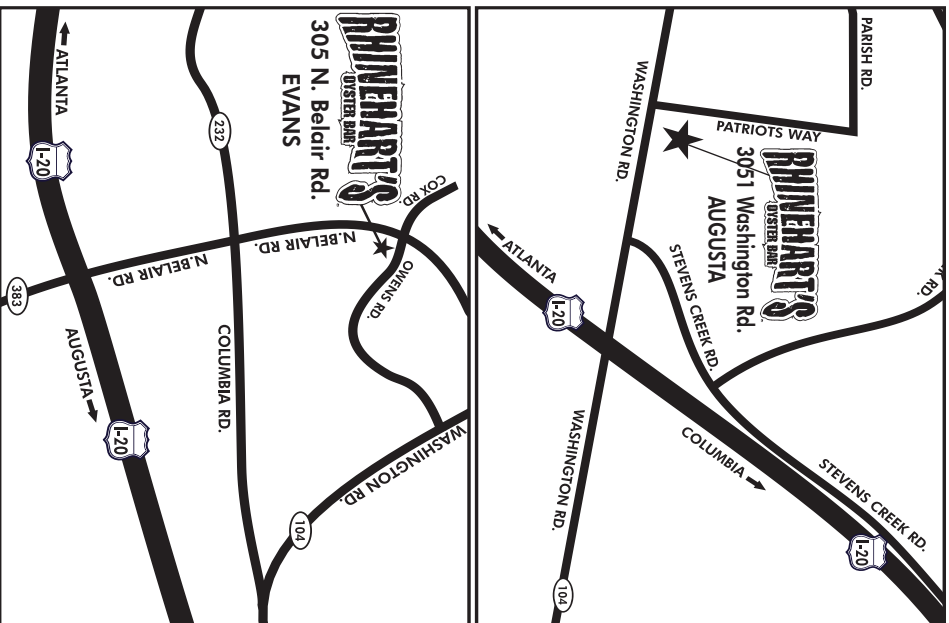 PARISH RD.
PATRIOTS WAY
WASHINGTON RD.
RHINEHART'S
OYSTER BAR
3051 Washington Rd.
AUGUSTA
ATLANTA
I-20
STEVENS CREEK RD.
RD.
COLUMBIA
WASHINGTON RD.
STEVENS CREEK RD.
I-20
104
ATLANTA
I-20
232
RHINEHART'S
OYSTER BAR
305 N. Belair Rd.
EVANS
COX RD.
N.BELAIR RD.
N.BELAIR RD.
OWENS RD.
383
AUGUSTA
I-20
COLUMBIA RD.
WASHINGTON RD.
104